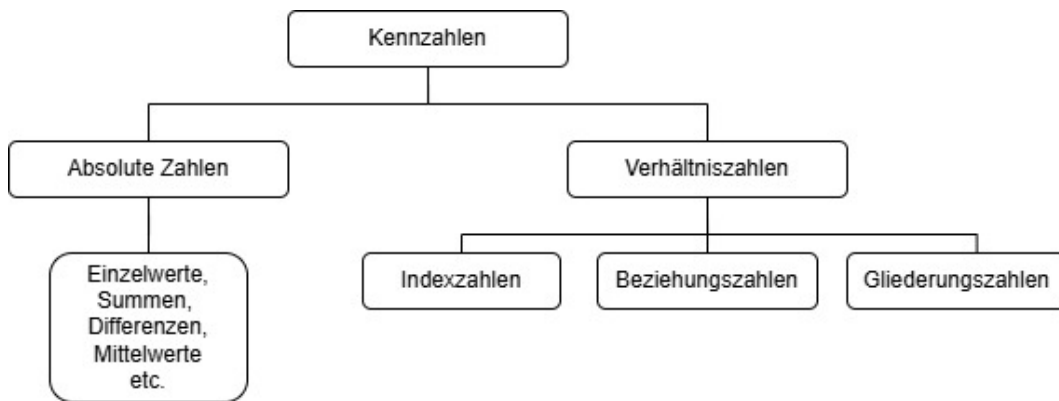 Kennzahlen
Absolute Zahlen
Verhältniszahlen
Einzelwerte,
Summen,
Differenzen,
Mittelwerte
etc.
Indexzahlen
Beziehungszahlen
Gliederungszahlen